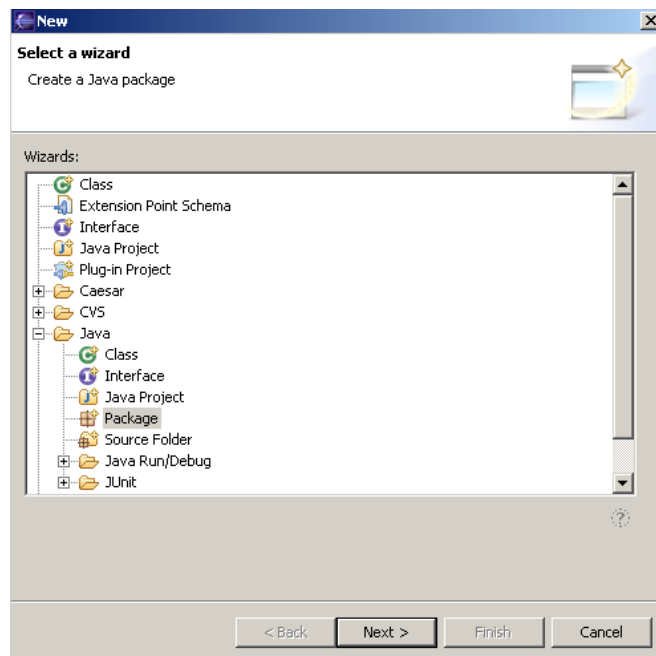 New
Select a wizard
Create a Java package
Wizards:
Class
Extension Point Schema
Interface
Java Project
Plug-in Project
Caesar
CVS
Java
Class
Interface
Java Project
Package
Source Folder
Java Run/Debug
JUnit
< Back Next > Finish Cancel